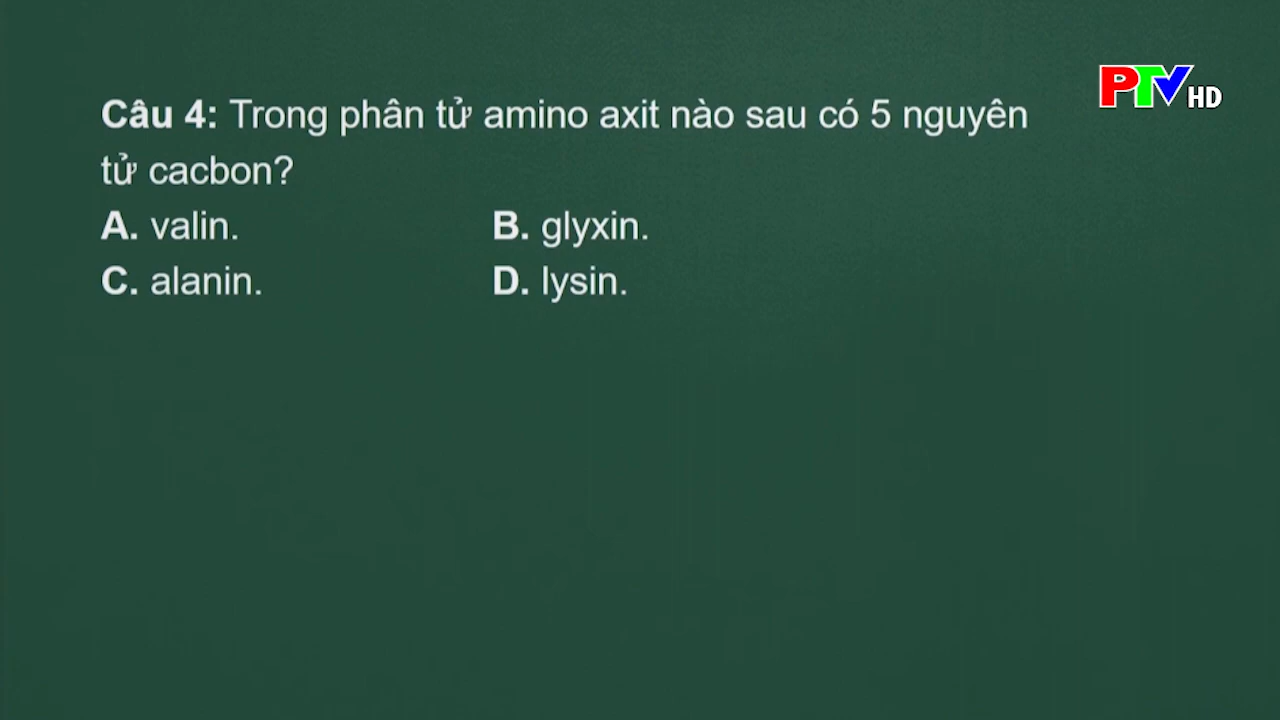 PTV HD
Câu 4: Trong phân tử amino axit nào sau có 5 nguyên
tử cacbon?
A. valin. B. glyxin.
C. alanin. D. lysin.